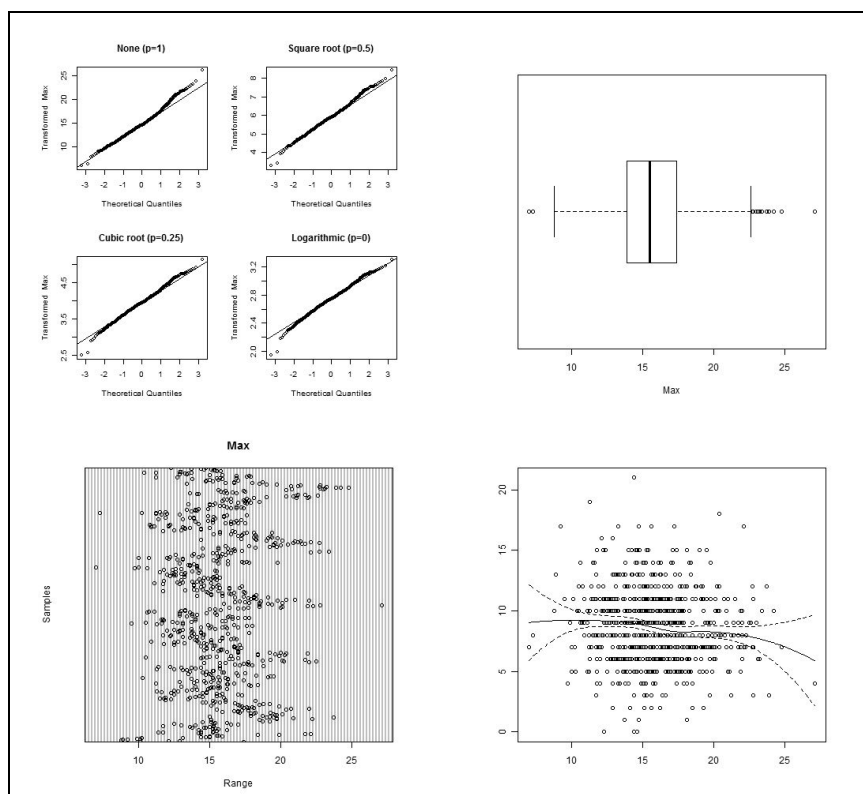 None (p=1)
Transformed Max
10 15 20 25
-3 -2 -1 0 1 2 3
Theoretical Quantiles
Square root (p=0.5)
Transformed Max
4 5 6 7 8
-3 -2 -1 0 1 2 3
Theoretical Quantiles
Cubic root (p=0.25)
Transformed Max
2.5 3.5 4.5
-3 -2 -1 0 1 2 3
Theoretical Quantiles
Logarithmic (p=0)
Transformed Max
2.0 2.4 2.8 3.2
-3 -2 -1 0 1 2 3
Theoretical Quantiles
10 15 20 25
Max
Max
Samples
10 15 20 25
Range
0 5 10 15 20
10 15 20 25